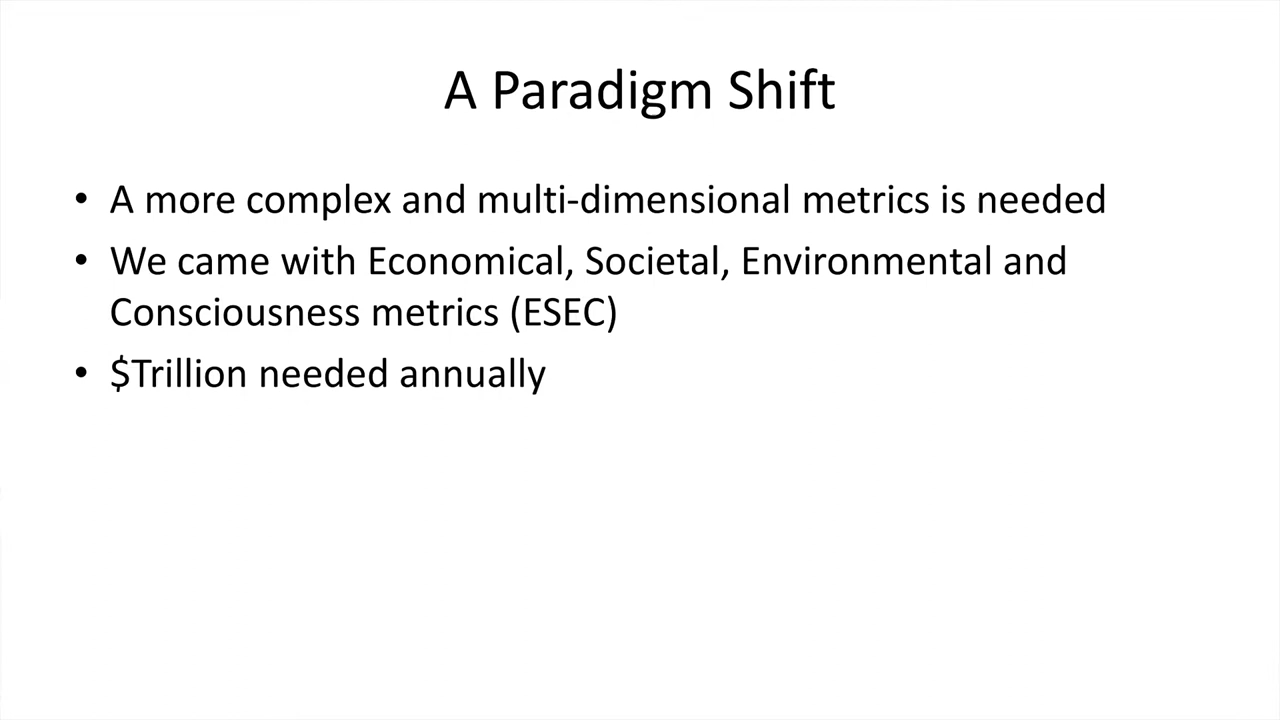 A Paradigm Shift
• A more complex and multi-dimensional metrics is needed
• We came with Economical, Societal, Environmental and
Consciousness metrics (ESEC)
• $Trillion needed annually